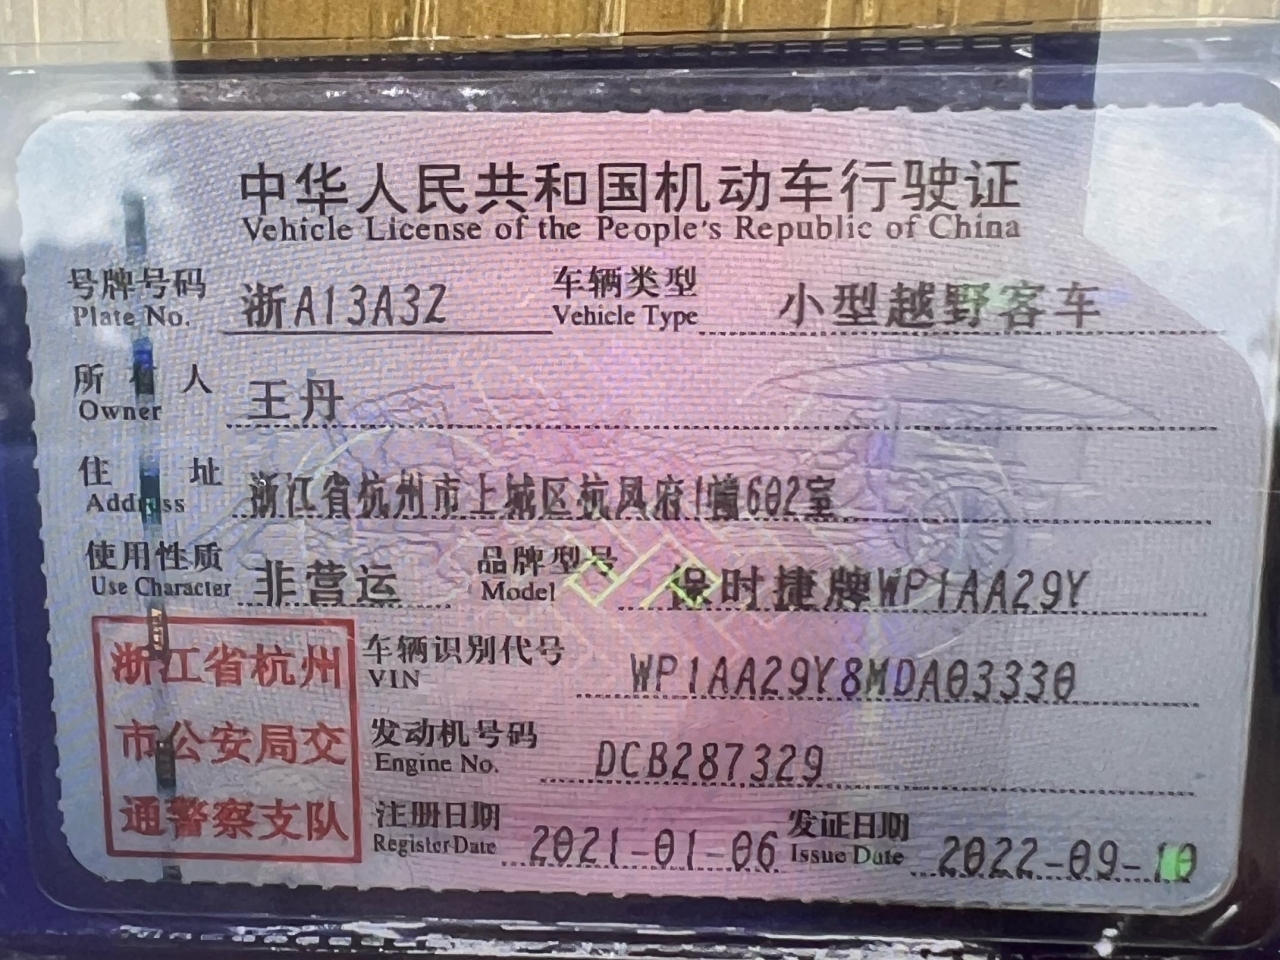 中华人民共和国机动车行驶证
Vehicle License of the People's Republic of China
号牌号码 浙A13A3Z 车辆类型 小型越野客车
Plate No. Vehicle Type
所有人 王丹
Owner
住址 浙江省杭州市上城区杭凤府1幢602室
Address
使用性质 非营运 品牌型号 保时捷牌WP1AA29Y
Use Character Model
浙江省杭州
市公安局交
通警察支队
车辆识别代号 WP1AA29Y8MDA03330
VIN
发动机号码 DCB287329
Engine No.
注册日期 2021-01-06 发证日期 2022-09-10
Register Date Issue Date